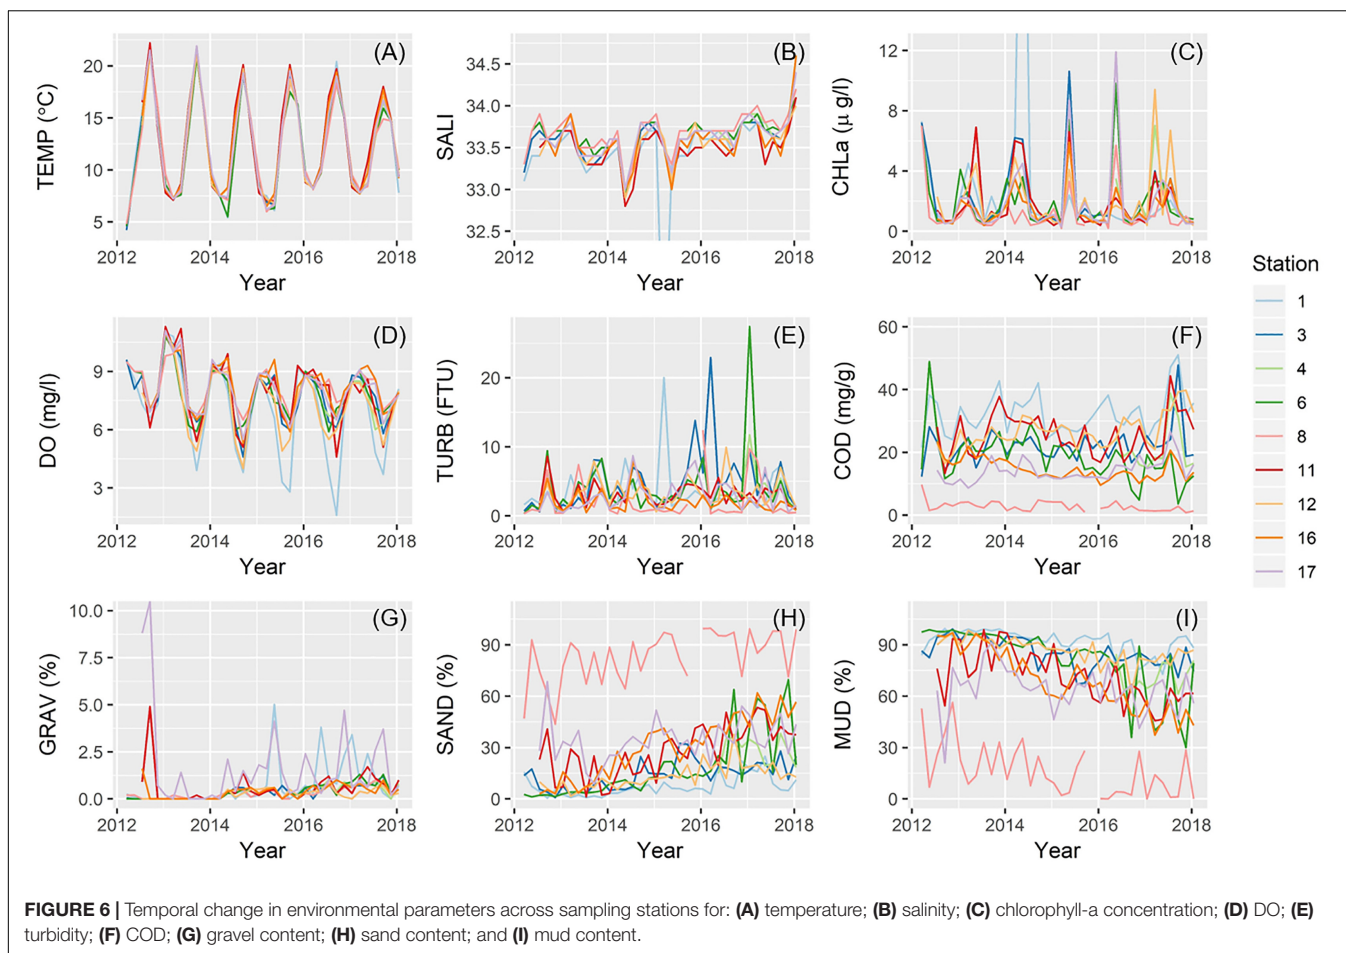 (A)
TEMP (°C)
20
15
10
5
2012 2014 2016 2018
Year
(B)
SALI
34.5
34.0
33.5
33.0
32.5
2012 2014 2016 2018
Year
(C)
CHLa (μ g/l)
12
8
4
0
2012 2014 2016 2018
Year
(D)
DO (mg/l)
9
6
3
2012 2014 2016 2018
Year
(E)
TURB (FTU)
20
10
0
2012 2014 2016 2018
Year
(F)
COD (mg/g)
60
40
20
0
2012 2014 2016 2018
Year
(G)
GRAV (%)
10.0
7.5
5.0
2.5
0.0
2012 2014 2016 2018
Year
(H)
SAND (%)
90
60
30
0
2012 2014 2016 2018
Year
(I)
MUD (%)
90
60
30
0
2012 2014 2016 2018
Year
Station
1
3
4
6
8
11
12
16
17
FIGURE 6 | Temporal change in environmental parameters across sampling stations for: (A) temperature; (B) salinity; (C) chlorophyll-a concentration; (D) DO; (E)
turbidity; (F) COD; (G) gravel content; (H) sand content; and (I) mud content.